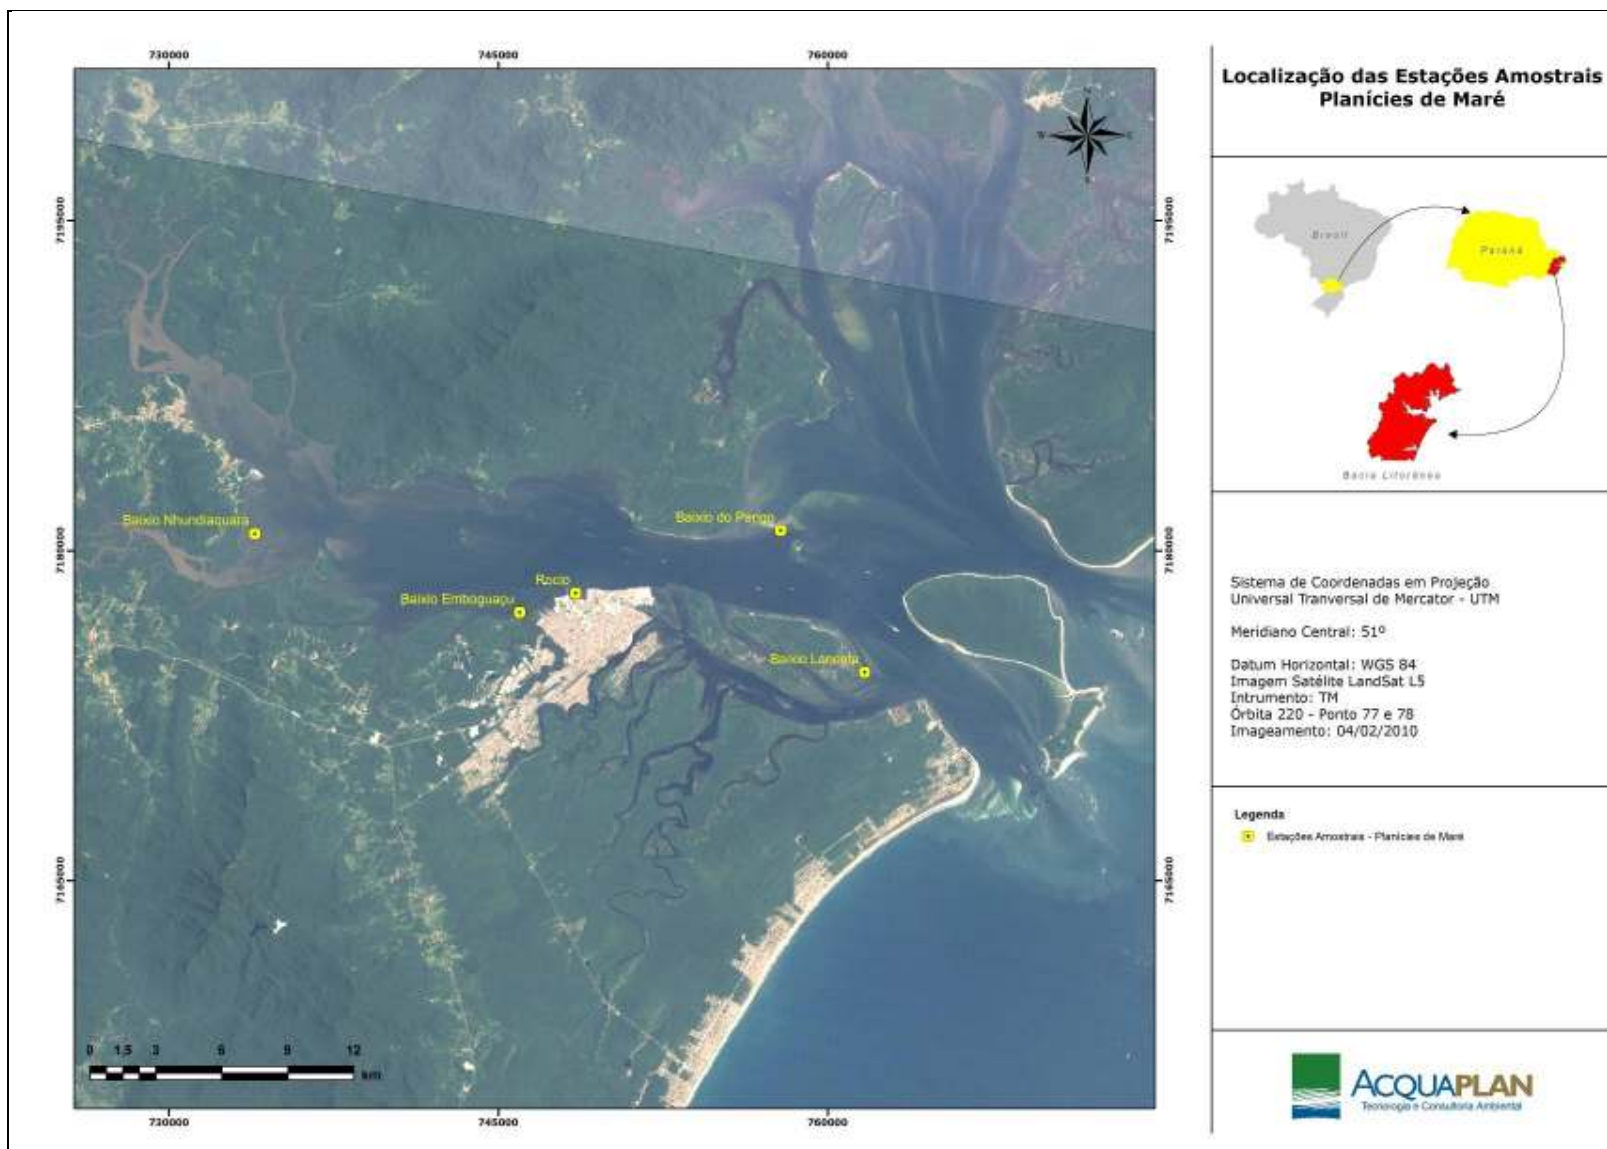 730000
745000
760000
Localização das Estações Amostrais
Planícies de Maré
N
W
E
S
7195000
7195000
Brasil
Paraná
Bacia Litorânea
Baixio Nhundiaquara
Baixio do Perigo
7180000
7180000
Rocio
Baixio Emboguaçu
Baixio Lanceta
Sistema de Coordenadas em Projeção
Universal Tranversal de Mercator - UTM
Meridiano Central: 51º
Datum Horizontal: WGS 84
Imagem Satélite LandSat L5
Intrumento: TM
Órbita 220 - Ponto 77 e 78
Imageamento: 04/02/2010
Legenda
Estações Amostrais - Planícies de Maré
7165000
7165000
0 1,5 3 6 9 12
km
ACQUAPLAN
Tecnologia e Consultoria Ambiental
730000
745000
760000